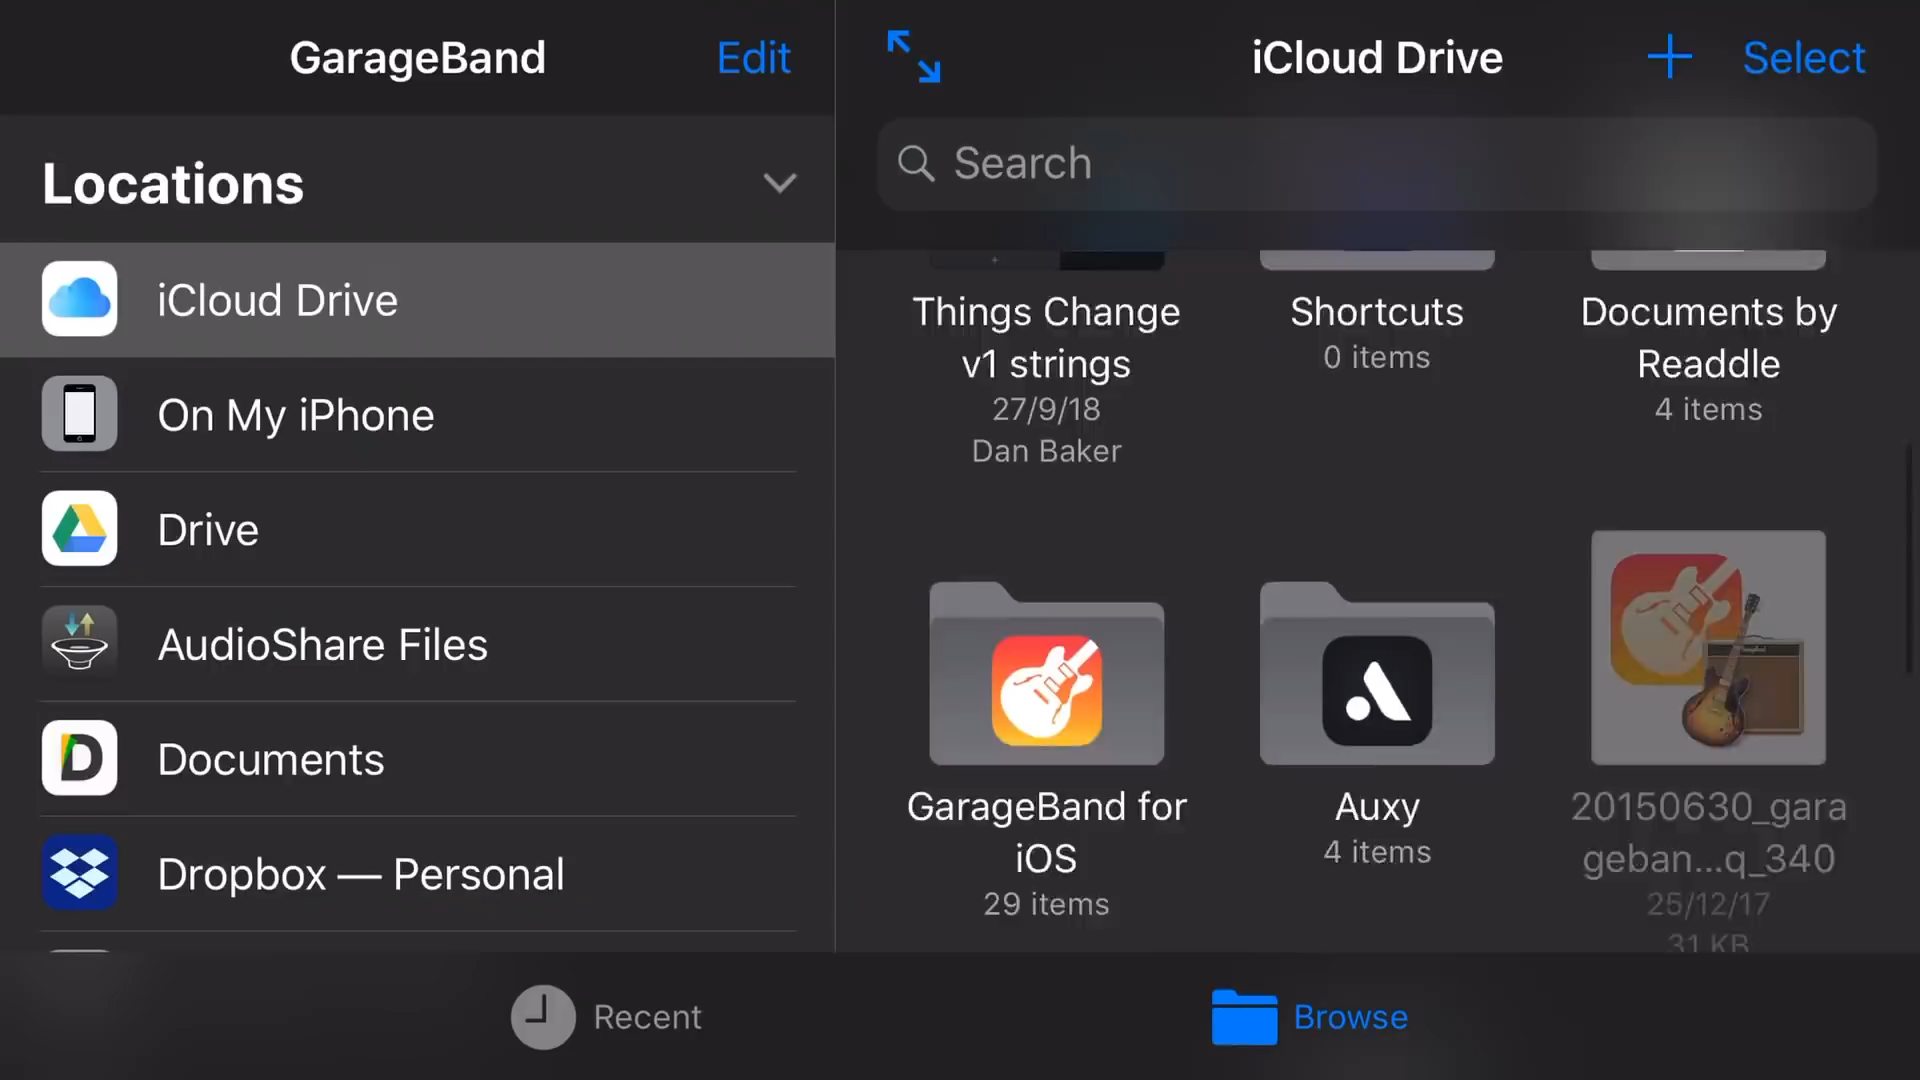 GarageBand
Edit
Locations
iCloud Drive
On My iPhone
Drive
AudioShare Files
Documents
Dropbox — Personal
iCloud Drive
Select
Search
Things Change
v1 strings
27/9/18
Dan Baker
Shortcuts
0 items
Documents by
Readdle
4 items
GarageBand for
iOS
29 items
Auxy
4 items
20150630_gara
geban...q_340
25/12/17
31 KB
Recent
Browse